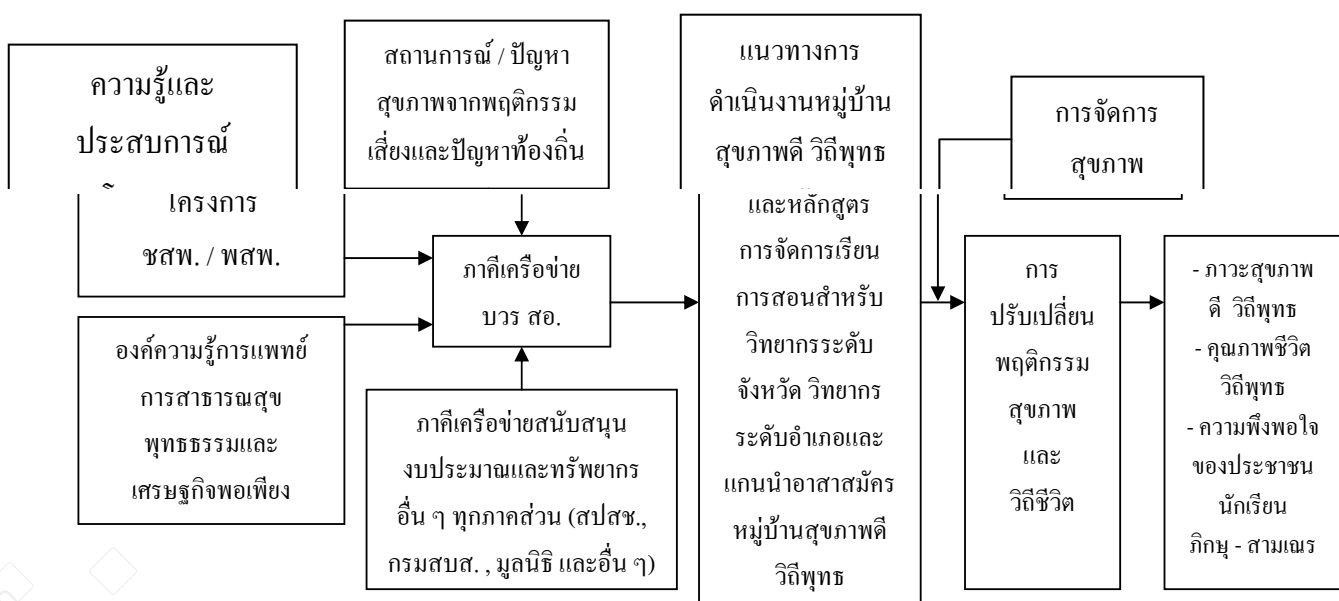 ความรู้และ
ประสบการณ์
โครงการ
ชสพ. / พสพ.
องค์ความรู้การแพทย์
การสาธารณสุข
พุทธธรรมและ
เศรษฐกิจพอเพียง
สถานการณ์ / ปัญหา
สุขภาพจากพฤติกรรม
เสี่ยงและปัญหาท้องถิ่น
ภาคีเครือข่าย
บวร สอ.
ภาคีเครือข่ายสนับสนุน
งบประมาณและทรัพยากร
อื่น ๆ ทุกภาคส่วน (สปสช.,
กรมสบส. , มูลนิธิ และอื่น ๆ)
แนวทางการ
ดำเนินงานหมู่บ้าน
สุขภาพดี วิถีพุทธ
และหลักสูตร
การจัดการเรียน
การสอนสำหรับ
วิทยากรระดับ
จังหวัด วิทยากร
ระดับอำเภอและ
แกนนำอาสาสมัคร
หมู่บ้านสุขภาพดี
วิถีพุทธ
การจัดการ
สุขภาพ
การ
ปรับเปลี่ยน
พฤติกรรม
สุขภาพ
และ
วิถีชีวิต
- ภาวะสุขภาพ
ดี วิถีพุทธ
- คุณภาพชีวิต
วิถีพุทธ
- ความพึงพอใจ
ของประชาชน
นักเรียน
ภิกษุ - สามเณร